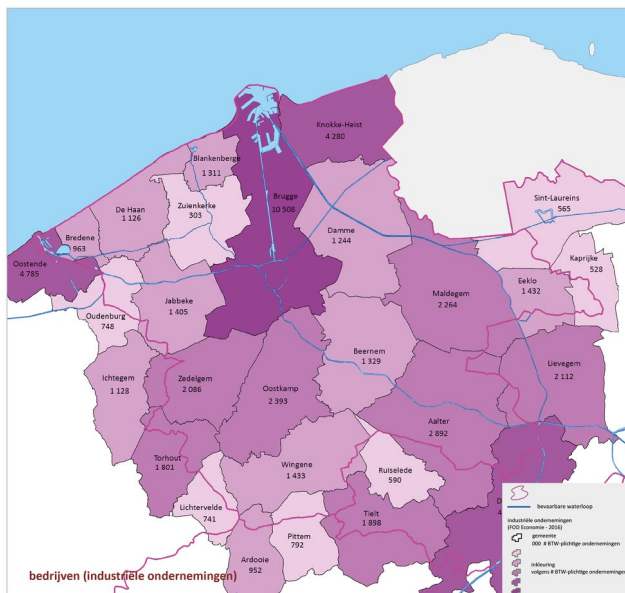 Knokke-Heist
4 280
Blankenberge
1 311
Brugge
10 508
Sint-Laureins
565
De Haan
1 126
Zuienkerke
303
Damme
1 244
Bredene
963
Kaprijke
528
Oostende
4 785
Eeklo
1 432
Maldegem
2 264
Jabbeke
1 405
Oudenburg
748
Beernem
1 329
Lievegem
2 112
Ichtegem
1 128
Zedelgem
2 086
Oostkamp
2 393
Aalter
2 892
Torhout
1 801
Wingene
1 433
Ruiselede
590
Lichtervelde
741
Tielt
1 898
Pittem
792
D
4
Ardooie
952
bedrijven (industriële ondernemingen)
bevaarbare waterloop
industriële ondernemingen
(FOD Economie - 2016)
gemeente
000 # BTW-plichtige ondernemingen
inkleuring
volgens # BTW-plichtige ondernemingen